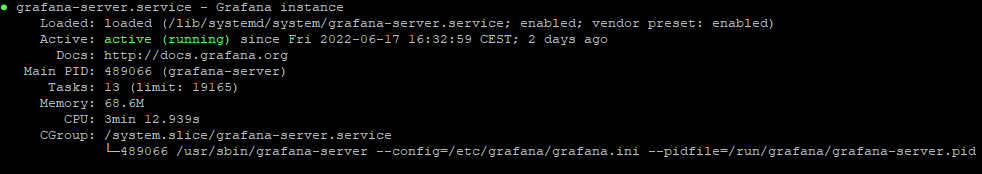 ● grafana-server.service - Grafana instance
Loaded: loaded (/lib/systemd/system/grafana-server.service; enabled; vendor preset: enabled)
Active: active (running) since Fri 2022-06-17 16:32:59 CEST; 2 days ago
Docs: http://docs.grafana.org
Main PID: 489066 (grafana-server)
Tasks: 13 (limit: 19165)
Memory: 68.6M
CPU: 3min 12.939s
CGroup: /system.slice/grafana-server.service
└─489066 /usr/sbin/grafana-server --config=/etc/grafana/grafana.ini --pidfile=/run/grafana/grafana-server.pid